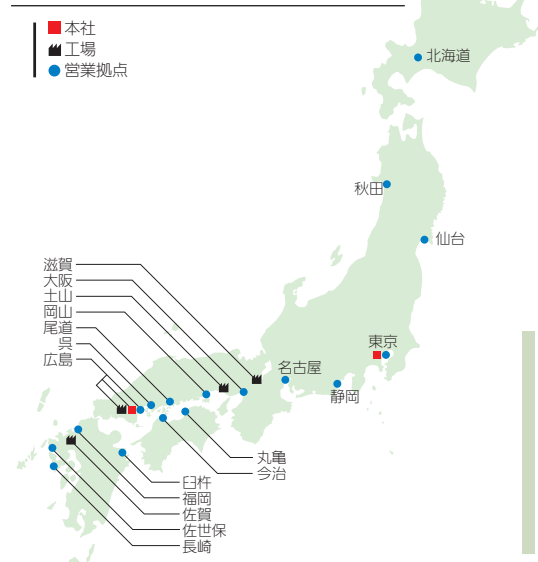 本社
工場
営業拠点
北海道
秋田
仙台
滋賀
大阪
土山
岡山
尾道
呉
広島
東京
名古屋
静岡
丸亀
今治
臼杵
福岡
佐賀
佐世保
長崎